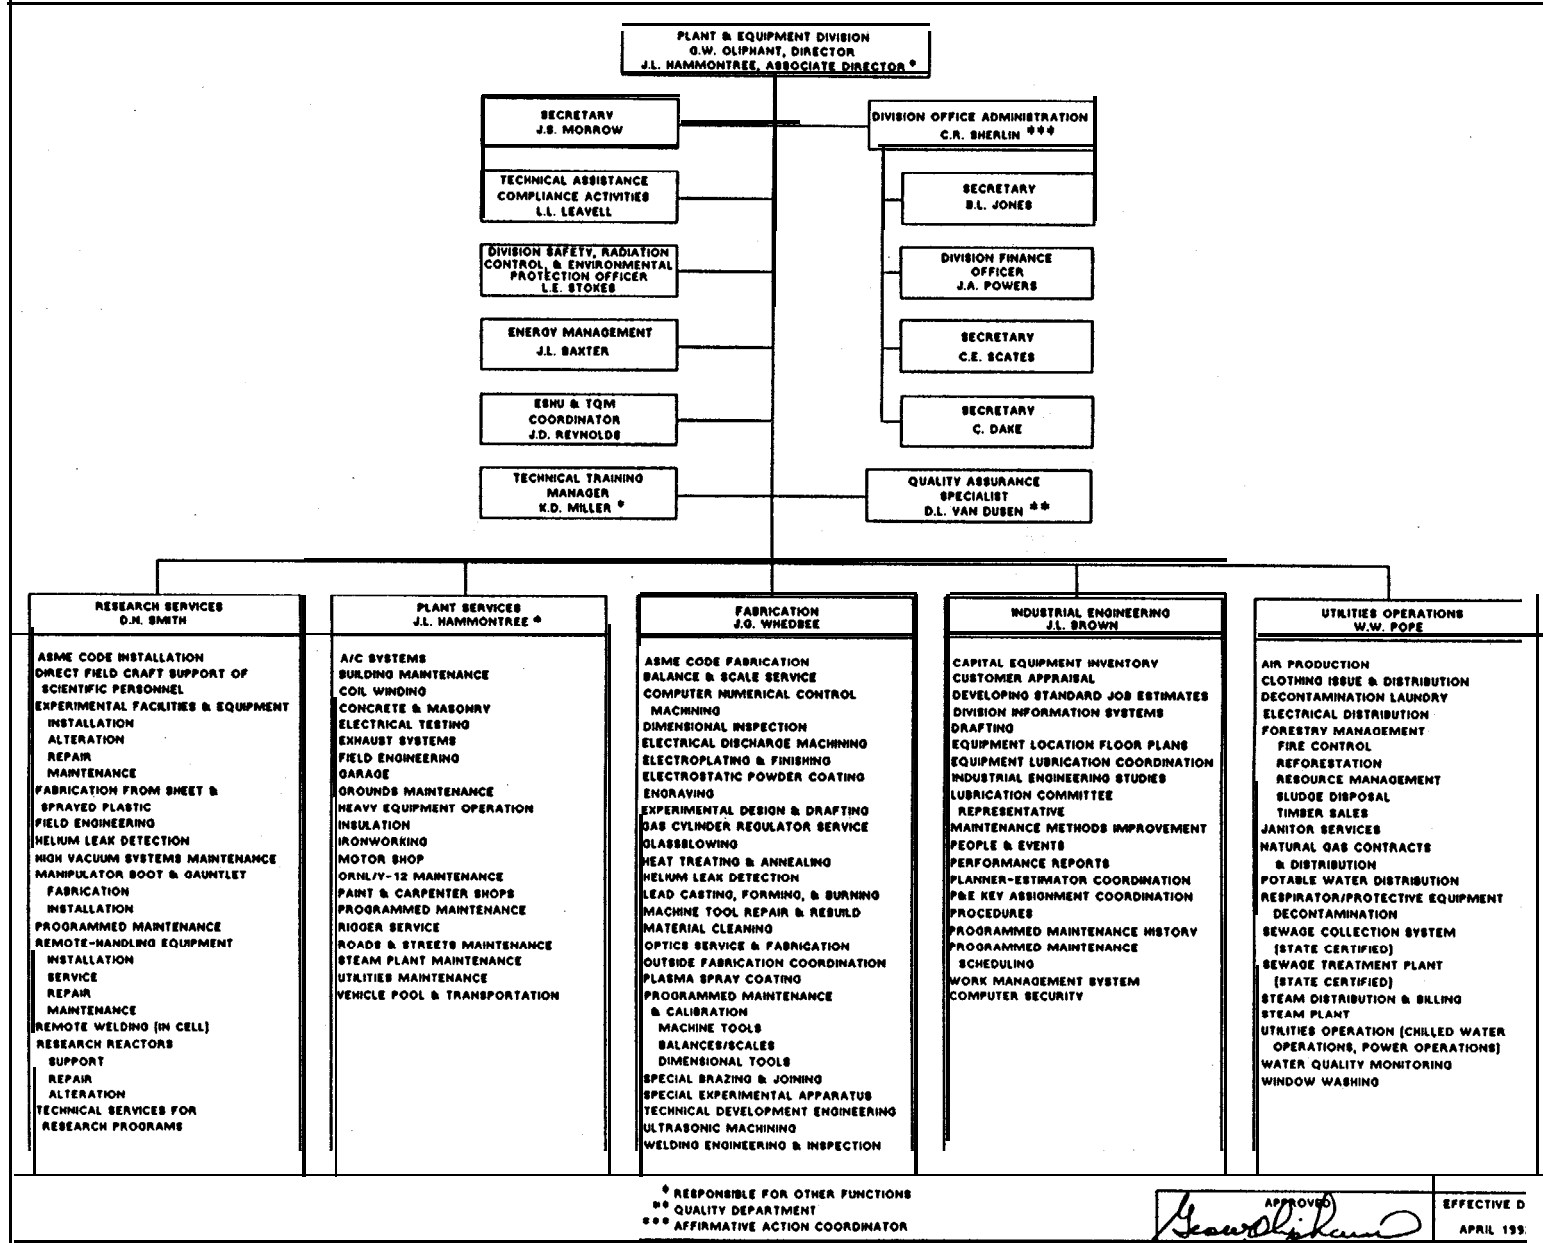 PLANT & EQUIPMENT DIVISION
G.W. OLIPHANT, DIRECTOR
J.L. HAMMONTREE, ASSOCIATE DIRECTOR *
SECRETARY
J.S. MORROW
DIVISION OFFICE ADMINISTRATION
C.R. SHERLIN ***
TECHNICAL ASSISTANCE
COMPLIANCE ACTIVITIES
L.L. LEAVELL
SECRETARY
B.L. JONES
DIVISION SAFETY, RADIATION
CONTROL, & ENVIRONMENTAL
PROTECTION OFFICER
L.E. STOKES
DIVISION FINANCE
OFFICER
J.A. POWERS
ENERGY MANAGEMENT
J.L. BAXTER
SECRETARY
C.E. SCATES
ESHU & TQM
COORDINATOR
J.D. REYNOLDS
SECRETARY
C. DAKE
TECHNICAL TRAINING
MANAGER
K.D. MILLER *
QUALITY ASSURANCE
SPECIALIST
D.L. VAN DUSEN **
RESEARCH SERVICES
D.N. SMITH
ASME CODE INSTALLATION
DIRECT FIELD CRAFT SUPPORT OF
SCIENTIFIC PERSONNEL
EXPERIMENTAL FACILITIES & EQUIPMENT
INSTALLATION
ALTERATION
REPAIR
MAINTENANCE
FABRICATION FROM SHEET &
SPRAYED PLASTIC
FIELD ENGINEERING
HELIUM LEAK DETECTION
HIGH VACUUM SYSTEMS MAINTENANCE
MANIPULATOR BOOT & GAUNTLET
FABRICATION
INSTALLATION
PROGRAMMED MAINTENANCE
REMOTE-HANDLING EQUIPMENT
INSTALLATION
SERVICE
REPAIR
MAINTENANCE
REMOTE WELDING (IN CELL)
RESEARCH REACTORS
SUPPORT
REPAIR
ALTERATION
TECHNICAL SERVICES FOR
RESEARCH PROGRAMS
PLANT SERVICES
J.L. HAMMONTREE *
A/C SYSTEMS
BUILDING MAINTENANCE
COIL WINDING
CONCRETE & MASONRY
ELECTRICAL TESTING
EXHAUST SYSTEMS
FIELD ENGINEERING
GARAGE
GROUNDS MAINTENANCE
HEAVY EQUIPMENT OPERATION
INSULATION
IRONWORKING
MOTOR SHOP
ORNL/Y-12 MAINTENANCE
PAINT & CARPENTER SHOPS
PROGRAMMED MAINTENANCE
RIGGER SERVICE
ROADS & STREETS MAINTENANCE
STEAM PLANT MAINTENANCE
UTILITIES MAINTENANCE
VEHICLE POOL & TRANSPORTATION
FABRICATION
J.G. WHEDBEE
ASME CODE FABRICATION
BALANCE & SCALE SERVICE
COMPUTER NUMERICAL CONTROL
MACHINING
DIMENSIONAL INSPECTION
ELECTRICAL DISCHARGE MACHINING
ELECTROPLATING & FINISHING
ELECTROSTATIC POWDER COATING
ENGRAVING
EXPERIMENTAL DESIGN & DRAFTING
GAS CYLINDER REGULATOR SERVICE
GLASSBLOWING
HEAT TREATING & ANNEALING
HELIUM LEAK DETECTION
LEAD CASTING, FORMING, & BURNING
MACHINE TOOL REPAIR & REBUILD
MATERIAL CLEANING
OPTICS SERVICE & FABRICATION
OUTSIDE FABRICATION COORDINATION
PLASMA SPRAY COATING
PROGRAMMED MAINTENANCE
& CALIBRATION
MACHINE TOOLS
BALANCES/SCALES
DIMENSIONAL TOOLS
SPECIAL BRAZING & JOINING
SPECIAL EXPERIMENTAL APPARATUS
TECHNICAL DEVELOPMENT ENGINEERING
ULTRASONIC MACHINING
WELDING ENGINEERING & INSPECTION
INDUSTRIAL ENGINEERING
J.L. BROWN
CAPITAL EQUIPMENT INVENTORY
CUSTOMER APPRAISAL
DEVELOPING STANDARD JOB ESTIMATES
DIVISION INFORMATION SYSTEMS
DRAFTING
EQUIPMENT LOCATION FLOOR PLANS
EQUIPMENT LUBRICATION COORDINATION
INDUSTRIAL ENGINEERING STUDIES
LUBRICATION COMMITTEE
REPRESENTATIVE
MAINTENANCE METHODS IMPROVEMENT
PEOPLE & EVENTS
PERFORMANCE REPORTS
PLANNER-ESTIMATOR COORDINATION
P&E KEY ASSIGNMENT COORDINATION
PROCEDURES
PROGRAMMED MAINTENANCE HISTORY
PROGRAMMED MAINTENANCE
SCHEDULING
WORK MANAGEMENT SYSTEM
COMPUTER SECURITY
UTILITIES OPERATIONS
W.W. POPE
AIR PRODUCTION
CLOTHING ISSUE & DISTRIBUTION
DECONTAMINATION LAUNDRY
ELECTRICAL DISTRIBUTION
FORESTRY MANAGEMENT
FIRE CONTROL
REFORESTATION
RESOURCE MANAGEMENT
SLUDGE DISPOSAL
TIMBER SALES
JANITOR SERVICES
NATURAL GAS CONTRACTS
& DISTRIBUTION
POTABLE WATER DISTRIBUTION
RESPIRATOR/PROTECTIVE EQUIPMENT
DECONTAMINATION
SEWAGE COLLECTION SYSTEM
(STATE CERTIFIED)
SEWAGE TREATMENT PLANT
(STATE CERTIFIED)
STEAM DISTRIBUTION & BILLING
STEAM PLANT
UTILITIES OPERATION (CHILLED WATER
OPERATIONS, POWER OPERATIONS)
WATER QUALITY MONITORING
WINDOW WASHING
* RESPONSIBLE FOR OTHER FUNCTIONS
** QUALITY DEPARTMENT
*** AFFIRMATIVE ACTION COORDINATOR
APPROVED
EFFECTIVE D
APRIL 199